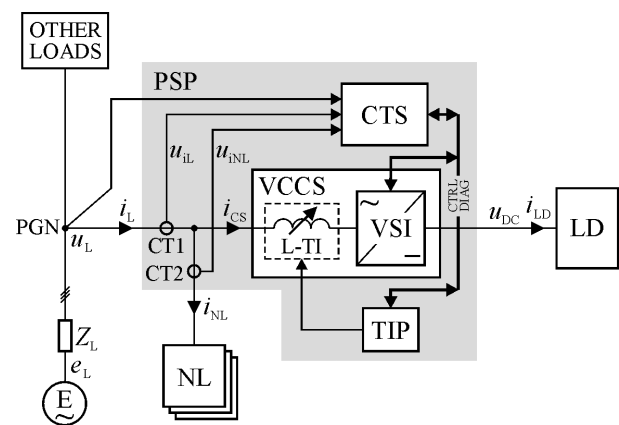 OTHER
LOADS
PSP
CTS
u_iL
u_iNL
CTRL
DIAG
VCCS
i_L
i_CS
VSI
L-TI
u_DC
i_LD
LD
PGN
u_L
CT1
CT2
i_NL
TIP
Z_L
e_L
E
NL